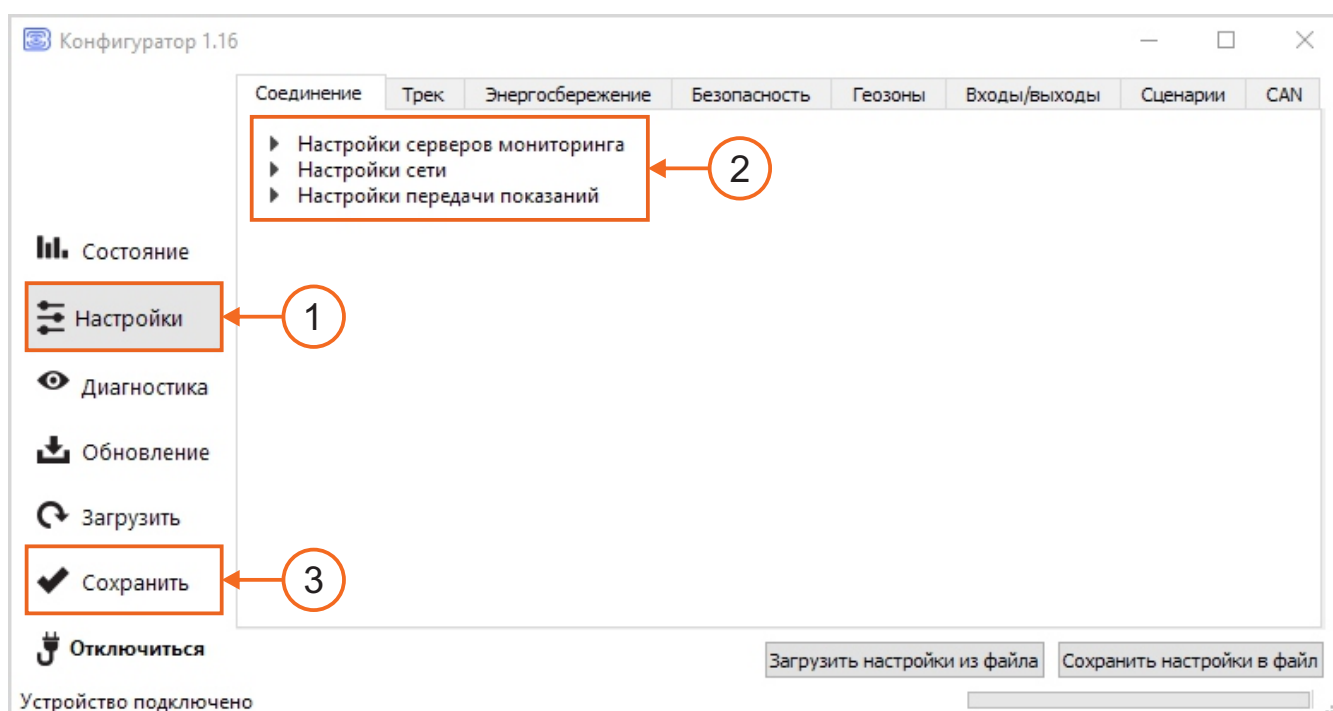 Конфигуратор 1.16
Соединение Трек Энергосбережение Безопасность Геозоны Входы/выходы Сценарии CAN
Настройки серверов мониторинга
Настройки сети
Настройки передачи показаний
2
Состояние
Настройки
1
Диагностика
Обновление
Загрузить
Сохранить
3
Отключиться
Загрузить настройки из файла Сохранить настройки в файл
Устройство подключено